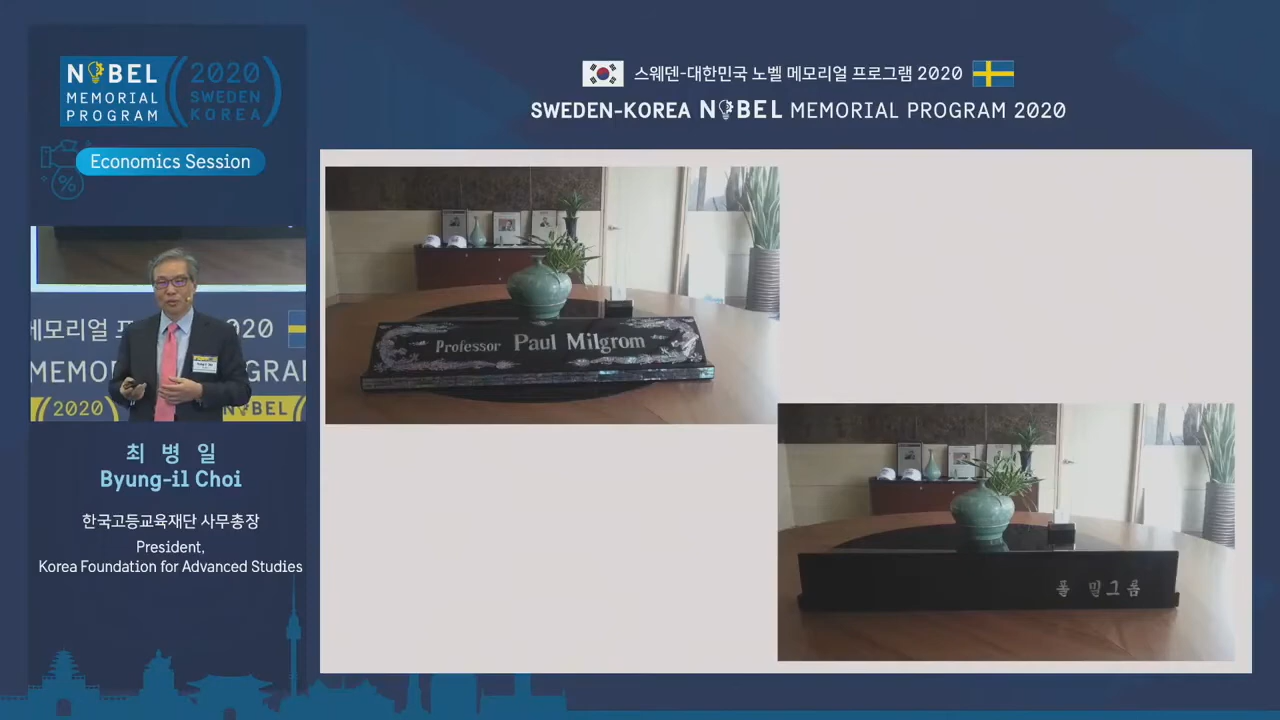 NOBEL
MEMORIAL
PROGRAM
2020
SWEDEN
KOREA
Economics Session
스웨덴-대한민국 노벨 메모리얼 프로그램 2020
SWEDEN-KOREA NOBEL MEMORIAL PROGRAM 2020
메모리얼 프
2020
MEMO
GRAM
2020
NOBEL
최 병 일
Byung-il Choi
한국고등교육재단 사무총장
President,
Korea Foundation for Advanced Studies
Professor Paul Milgrom
폴 밀그롬